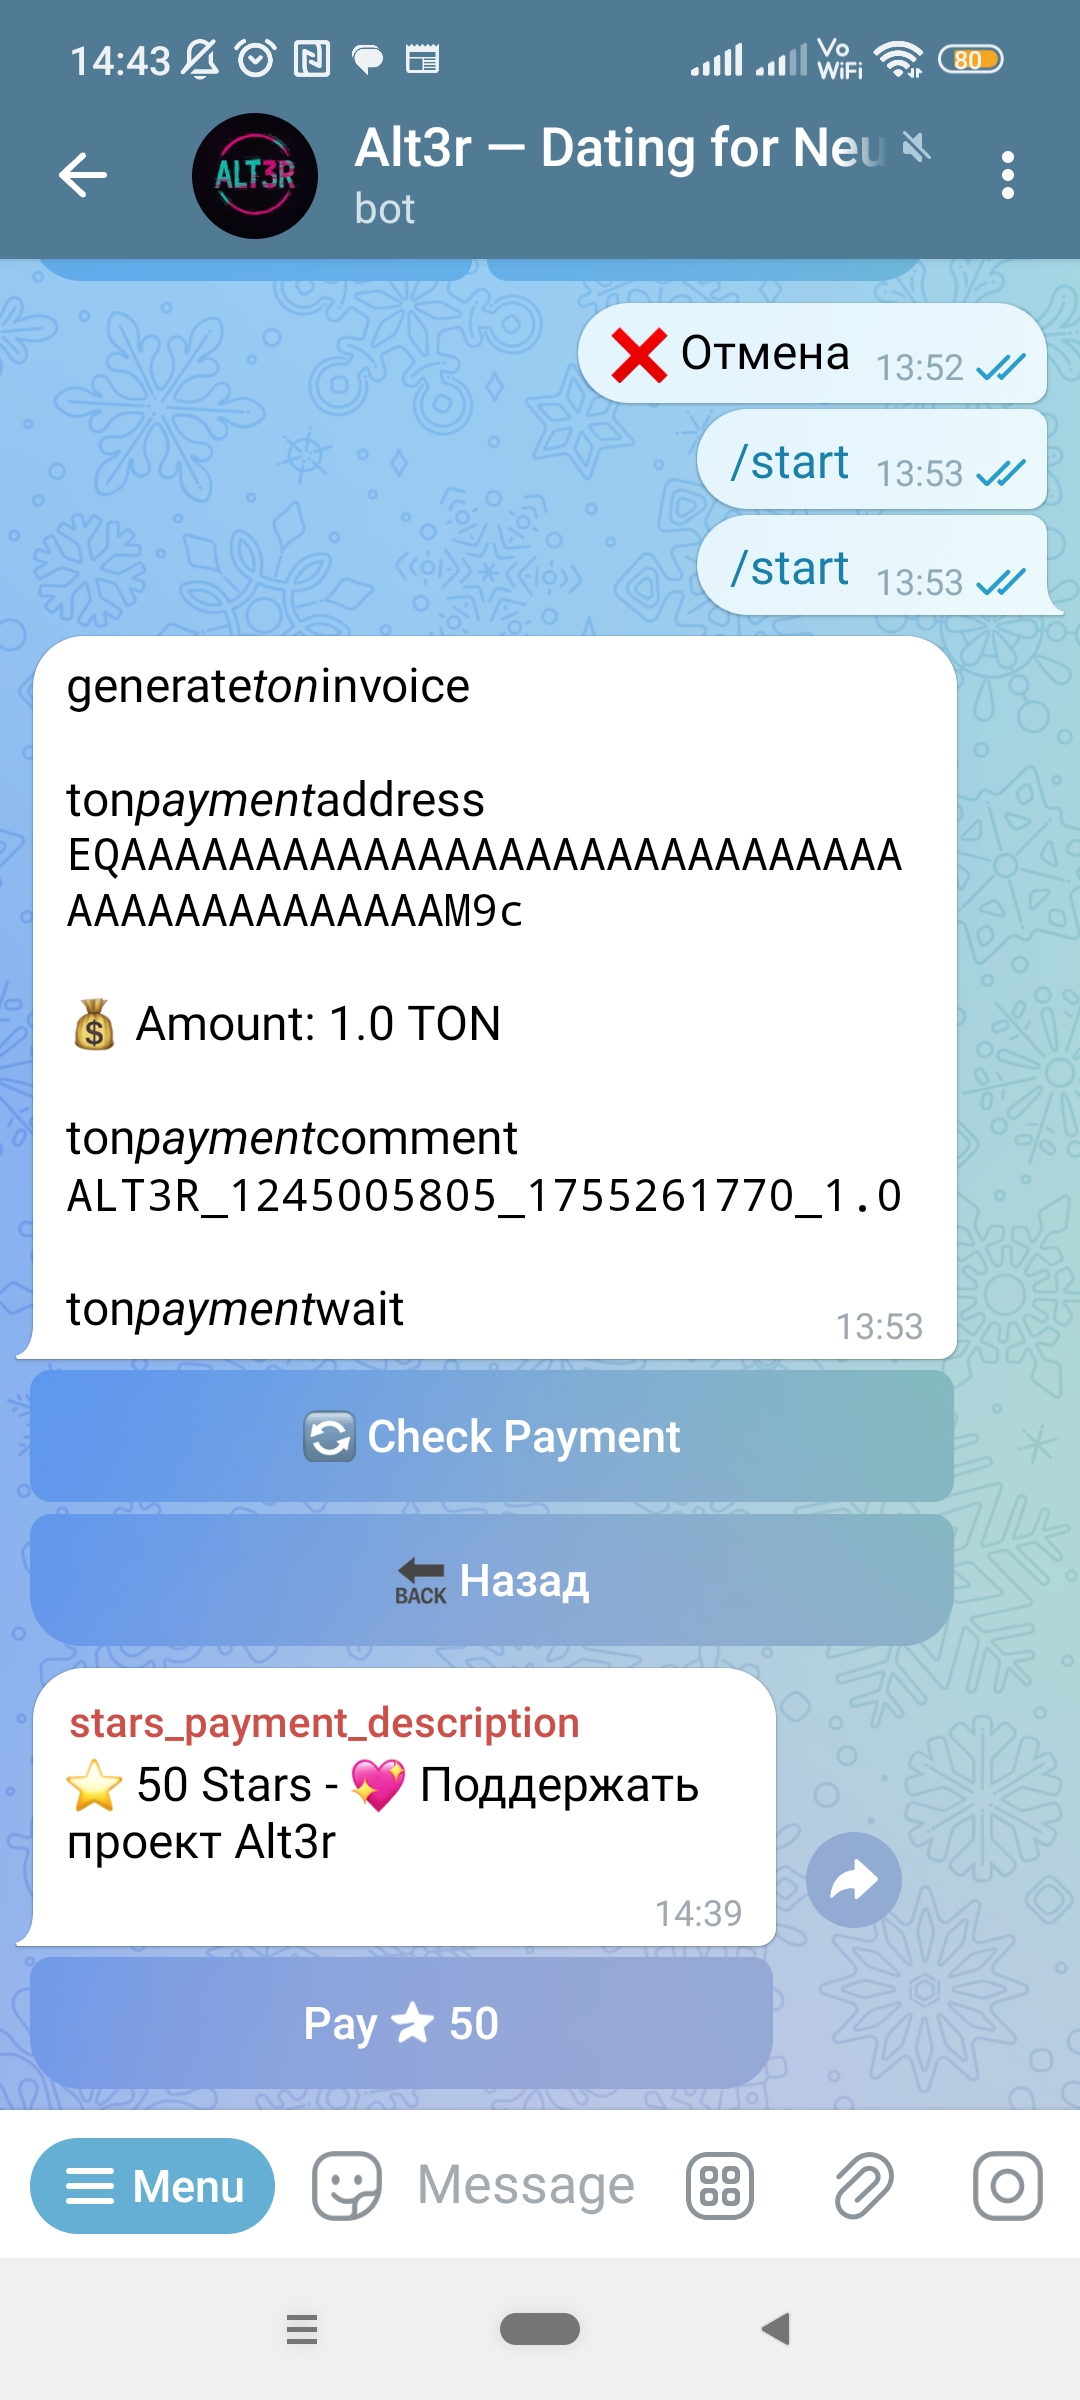 14:43
Vo
WiFi
80
ALT3R
Alt3r — Dating for Neu
bot
❌ Отмена 13:52
/start 13:53
/start 13:53
generatetoninvoice
tonpaymentaddress
EQAAAAAAAAAAAAAAAAAAAAAAAAAAAAA
AAAAAAAAAAAAAAM9c
💰 Amount: 1.0 TON
tonpaymentcomment
ALT3R_1245005805_1755261770_1.0
tonpaymentwait
13:53
🔄 Check Payment
🔙 Назад
stars_payment_description
⭐ 50 Stars - 💖 Поддержать
проект Alt3r
14:39
Pay ⭐ 50
Menu
Message